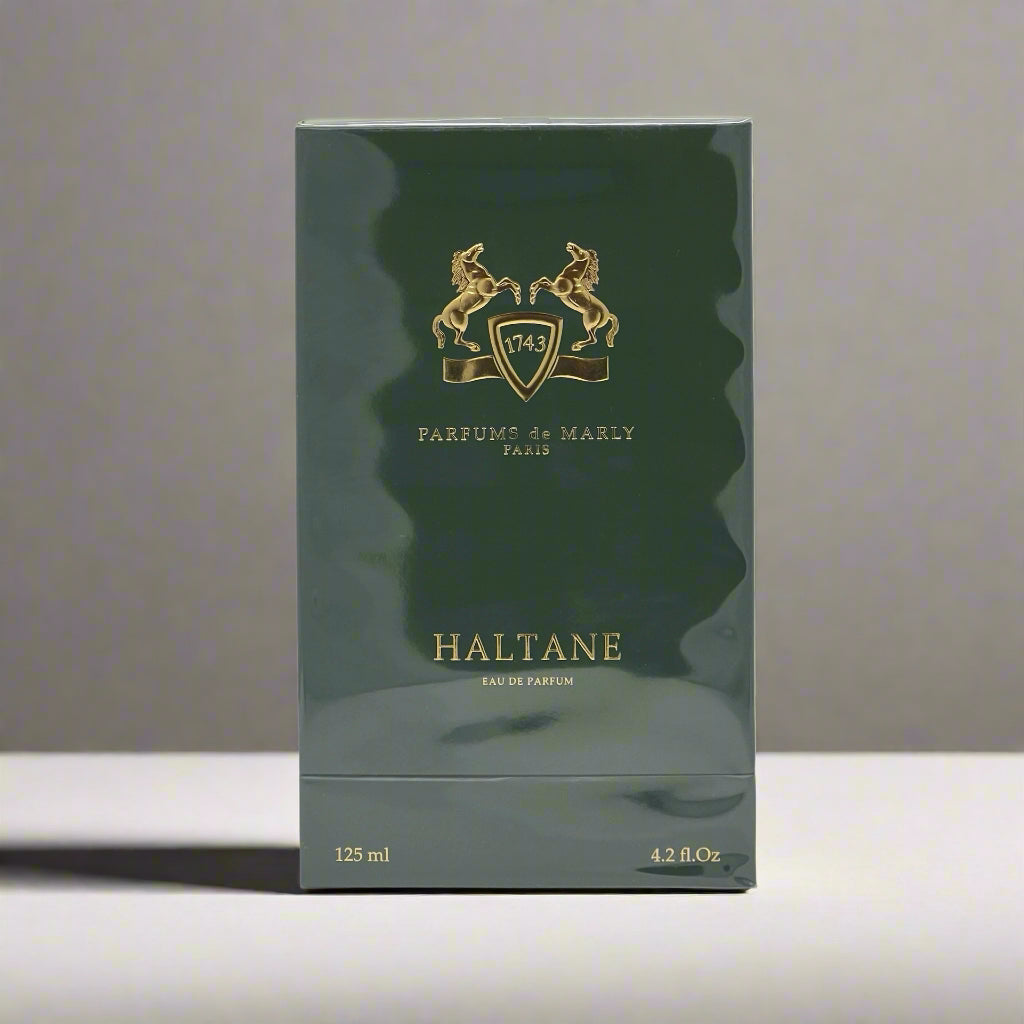 1743
PARFUMS de MARLY
PARIS
HALTANE
EAU DE PARFUM
125 ml 4.2 fl.Oz